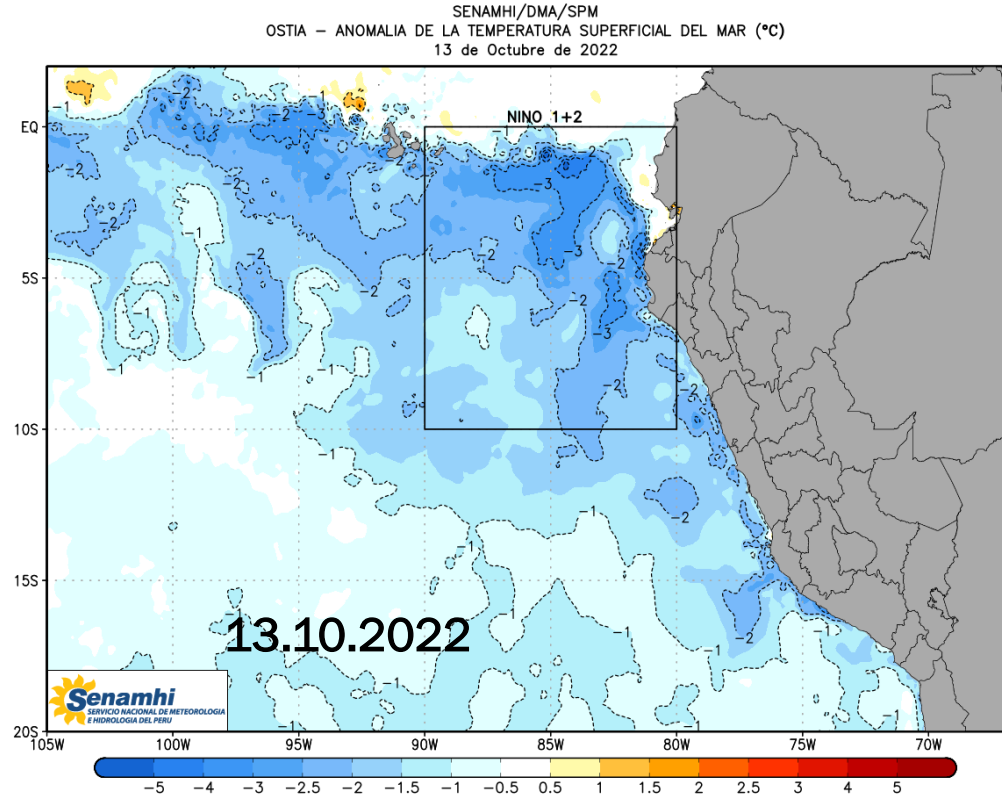 SENAMHI/DMA/SPM
OSTIA – ANOMALIA DE LA TEMPERATURA SUPERFICIAL DEL MAR (°C)
13 de Octubre de 2022
NINO 1+2
EQ
5S
10S
15S
20S
13.10.2022
Senamhi
SERVICIO NACIONAL DE METEOROLOGIA
E HIDROLOGIA DEL PERU
105W 100W 95W 90W 85W 80W 75W 70W
−5 −4 −3 −2.5 −2 −1.5 −1 −0.5 0.5 1 1.5 2 2.5 3 4 5